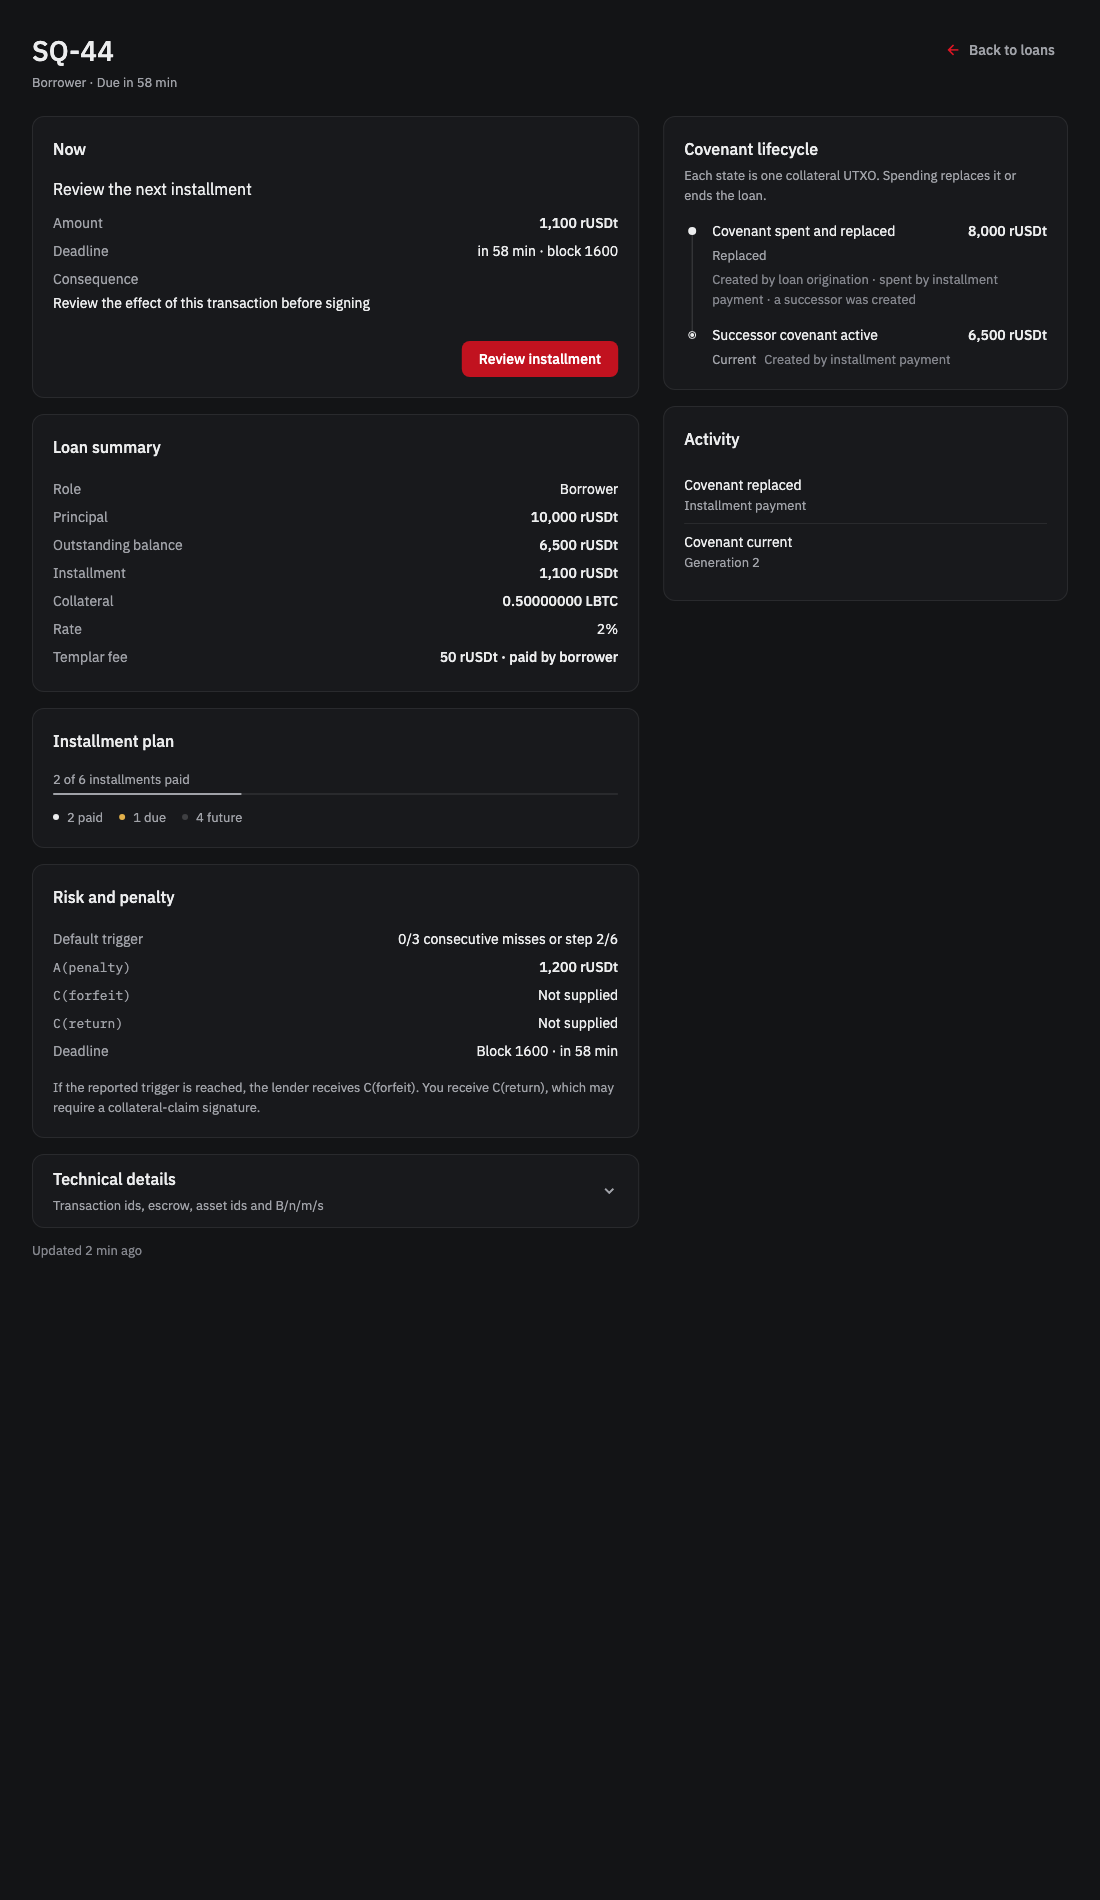 SQ-44
Borrower · Due in 58 min
Back to loans
Now
Review the next installment
Amount 1,100 rUSDt
Deadline in 58 min · block 1600
Consequence
Review the effect of this transaction before signing
Review installment
Loan summary
Role Borrower
Principal 10,000 rUSDt
Outstanding balance 6,500 rUSDt
Installment 1,100 rUSDt
Collateral 0.50000000 LBTC
Rate 2%
Templar fee 50 rUSDt · paid by borrower
Installment plan
2 of 6 installments paid
2 paid 1 due 4 future
Risk and penalty
Default trigger 0/3 consecutive misses or step 2/6
A(penalty) 1,200 rUSDt
C(forfeit) Not supplied
C(return) Not supplied
Deadline Block 1600 · in 58 min
If the reported trigger is reached, the lender receives C(forfeit). You receive C(return), which may
require a collateral-claim signature.
Technical details
Transaction ids, escrow, asset ids and B/n/m/s
Updated 2 min ago
Covenant lifecycle
Each state is one collateral UTXO. Spending replaces it or
ends the loan.
Covenant spent and replaced 8,000 rUSDt
Replaced
Created by loan origination · spent by installment
payment · a successor was created
Successor covenant active 6,500 rUSDt
Current Created by installment payment
Activity
Covenant replaced
Installment payment
Covenant current
Generation 2